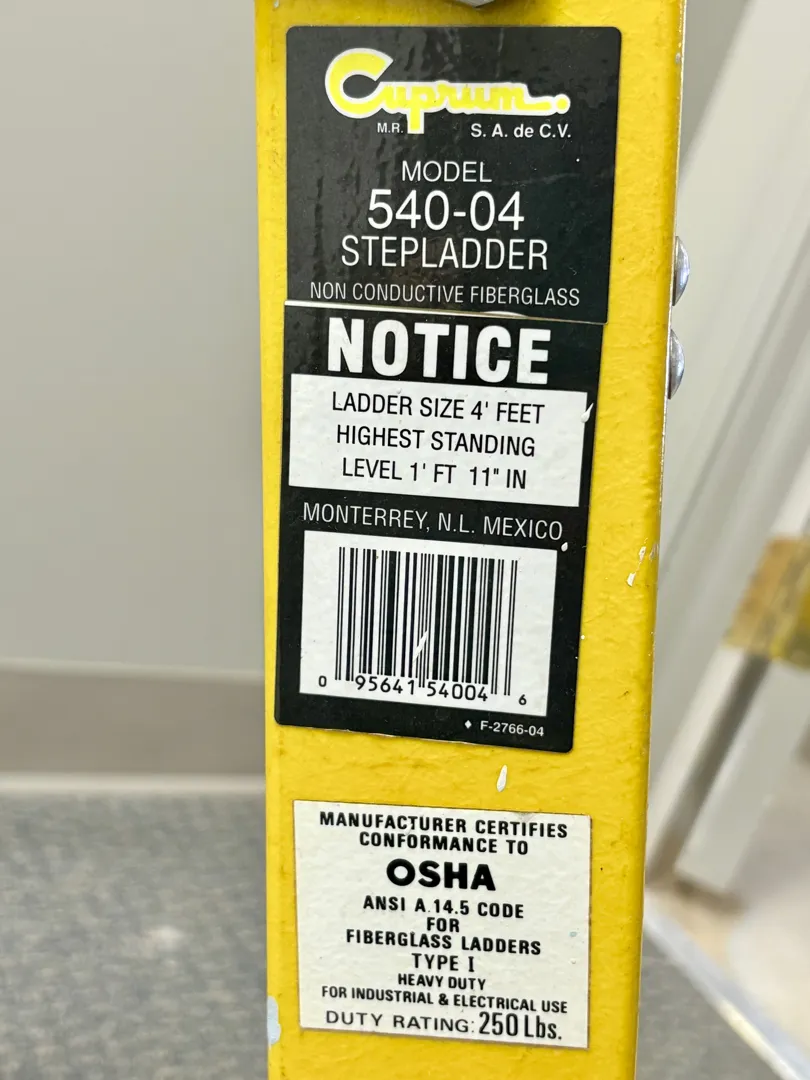 Cuprum.
M.R. S. A. de C.V.
MODEL
540-04
STEPLADDER
NON CONDUCTIVE FIBERGLASS
NOTICE
LADDER SIZE 4' FEET
HIGHEST STANDING
LEVEL 1' FT 11" IN
MONTERREY, N.L. MEXICO
0 95641 54004 6
♦ F-2766-04
MANUFACTURER CERTIFIES
CONFORMANCE TO
OSHA
ANSI A.14.5 CODE
FOR
FIBERGLASS LADDERS
TYPE I
HEAVY DUTY
FOR INDUSTRIAL & ELECTRICAL USE
DUTY RATING: 250 Lbs.